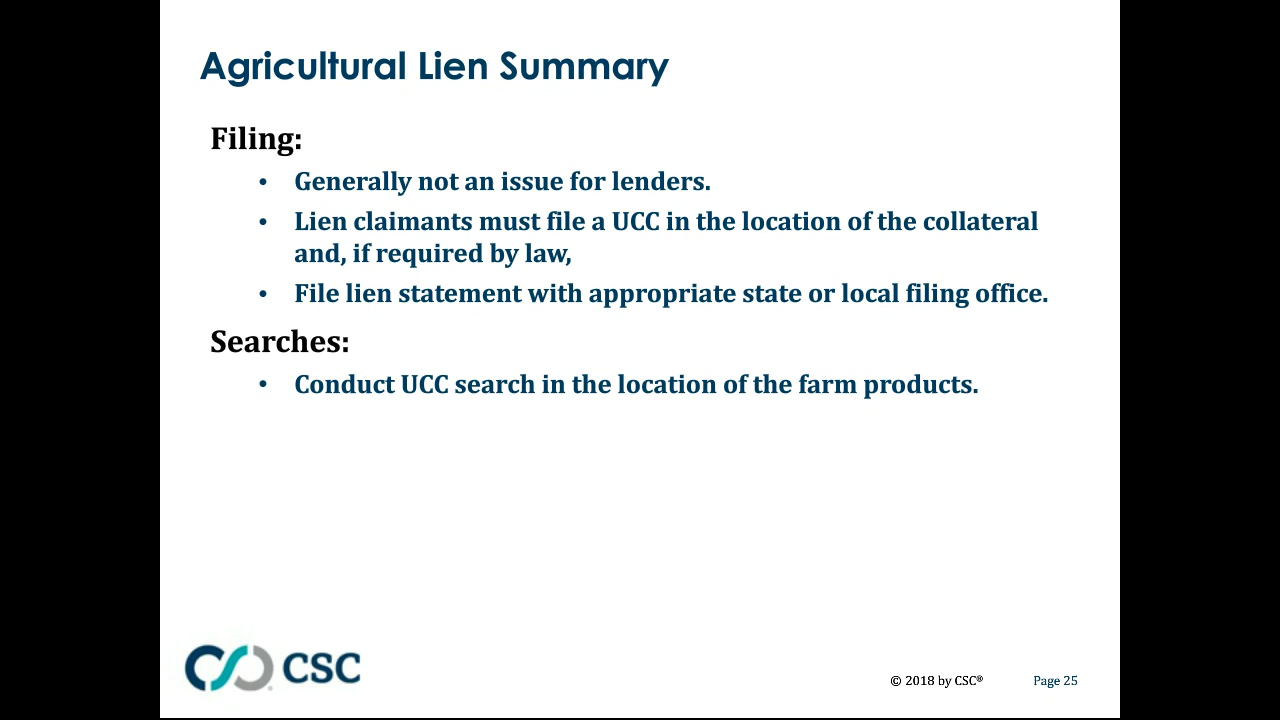 Agricultural Lien Summary
Filing:
• Generally not an issue for lenders.
• Lien claimants must file a UCC in the location of the collateral
and, if required by law,
• File lien statement with appropriate state or local filing office.
Searches:
• Conduct UCC search in the location of the farm products.
CSC
© 2018 by CSC® Page 25